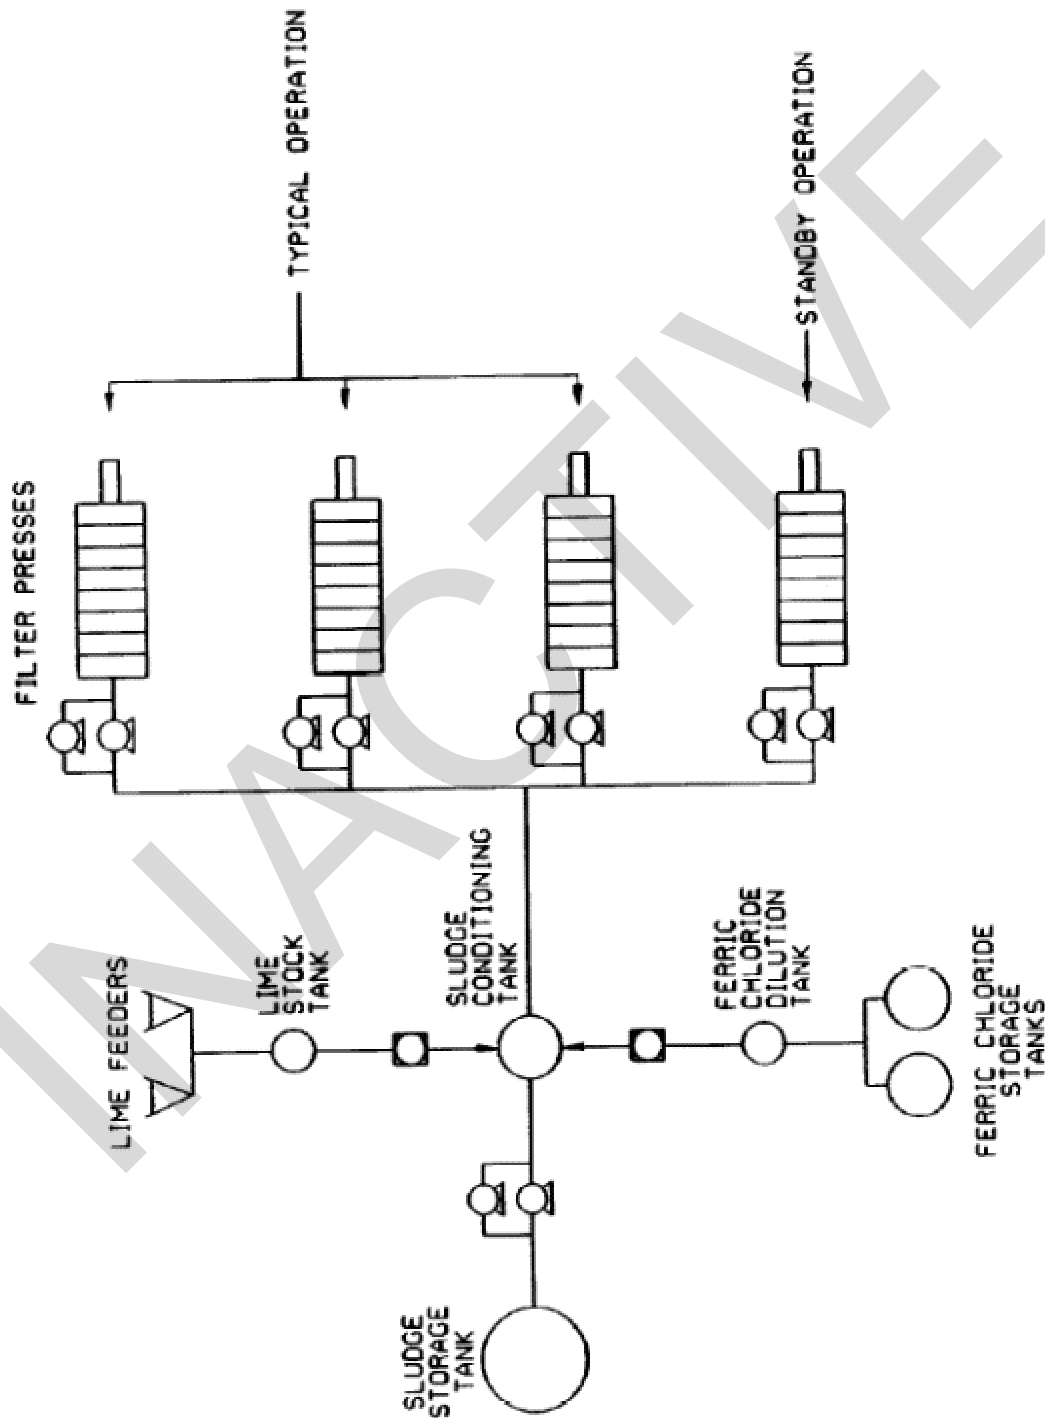 FILTER PRESSES
TYPICAL OPERATION
STANDBY OPERATION
LIME FEEDERS
LIME
STOCK
TANK
SLUDGE
CONDITIONING
TANK
FERRIC
CHLORIDE
DILUTION
TANK
SLUDGE
STORAGE
TANK
FERRIC CHLORIDE
STORAGE
TANKS
INACTIVE